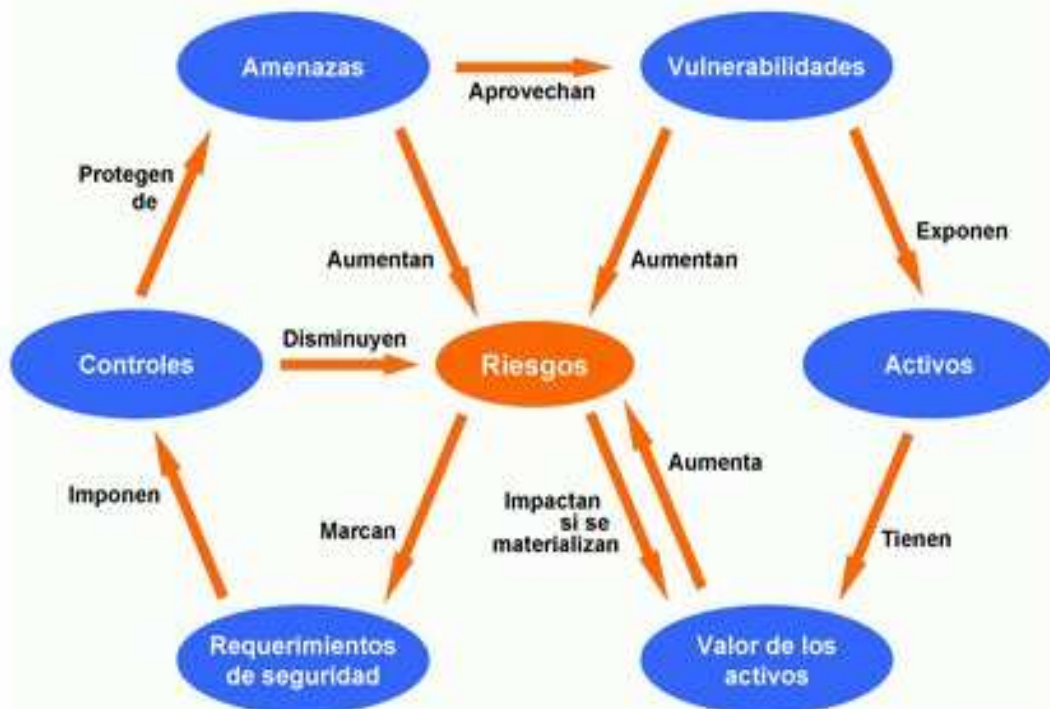 Amenazas
Aprovechan
Vulnerabilidades
Protegen
de
Aumentan
Aumentan
Exponen
Controles
Disminuyen
Riesgos
Activos
Imponen
Marcan
Impactan
si se
materializan
Aumenta
Tienen
Requerimientos
de seguridad
Valor de los
activos